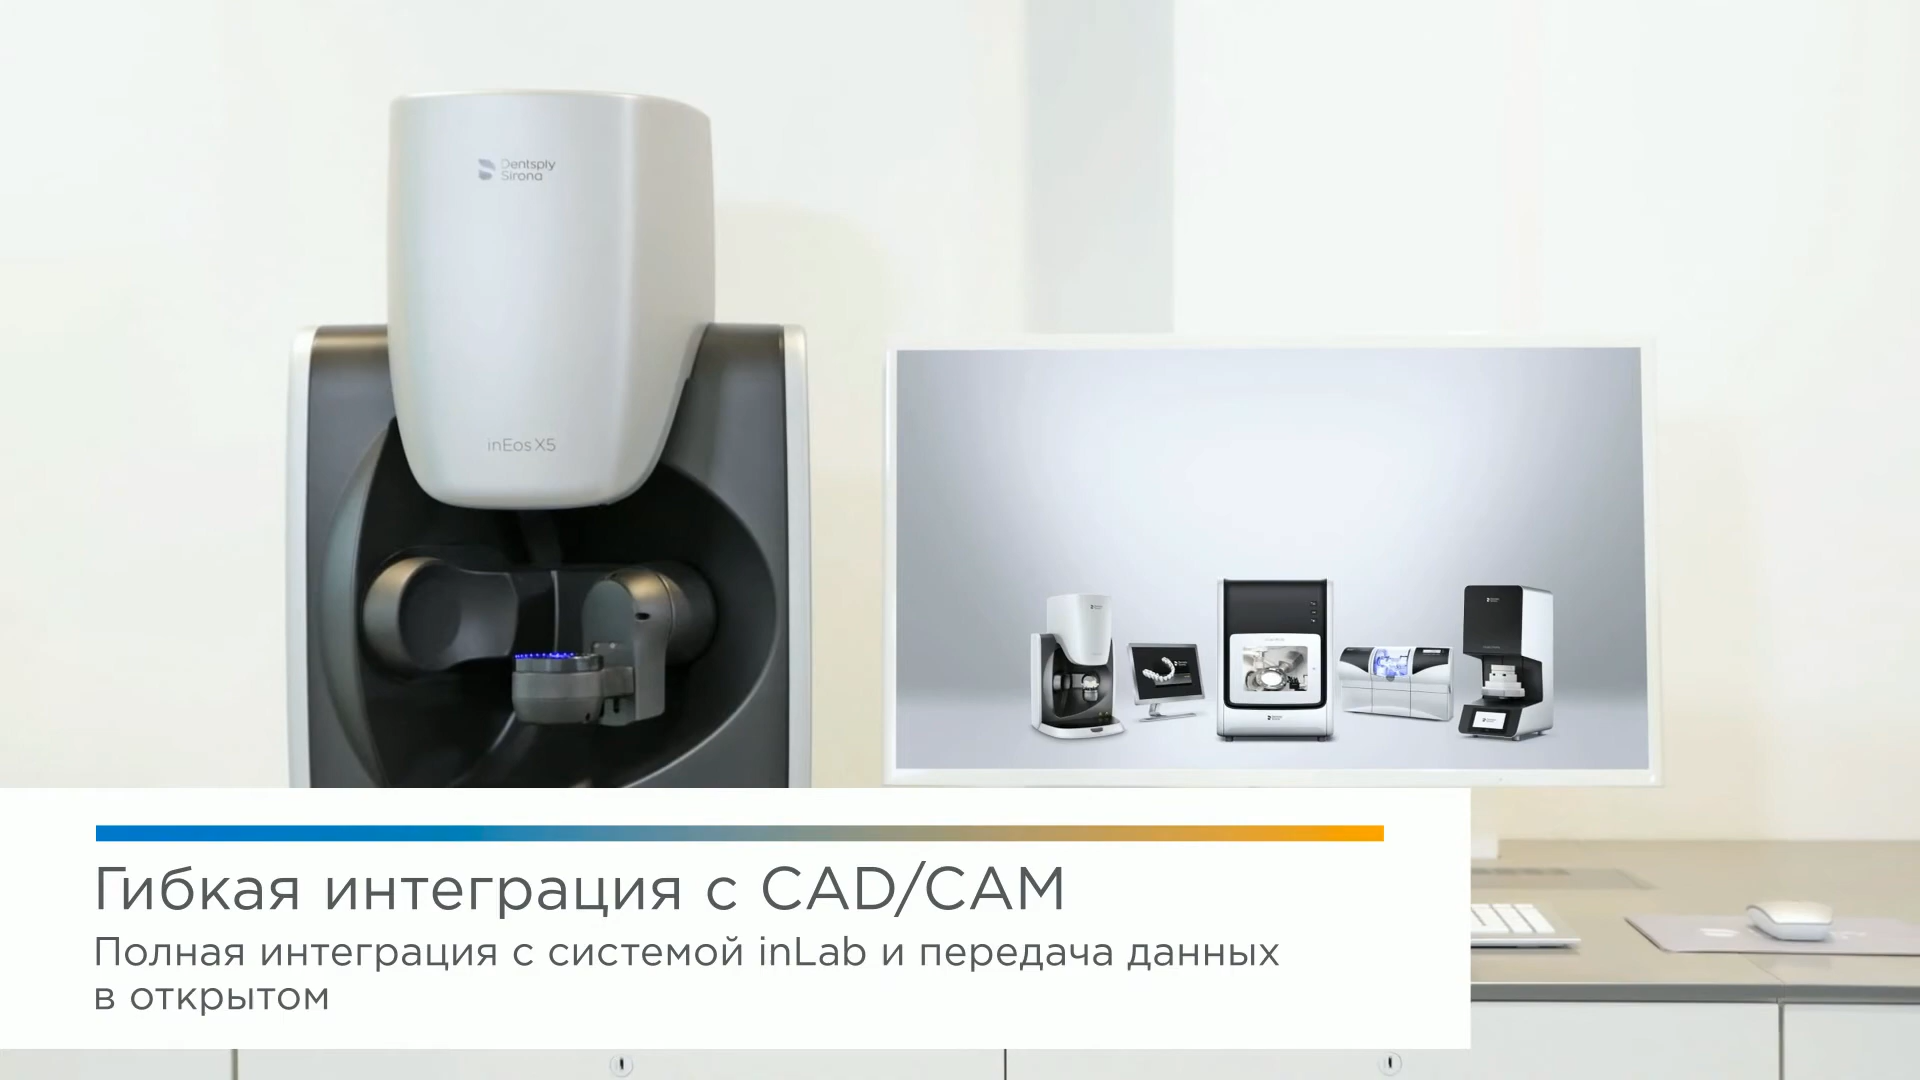 Dentsply
Sirona
inEos X5
Гибкая интеграция с CAD/CAM
Полная интеграция с системой inLab и передача данных
в открытом